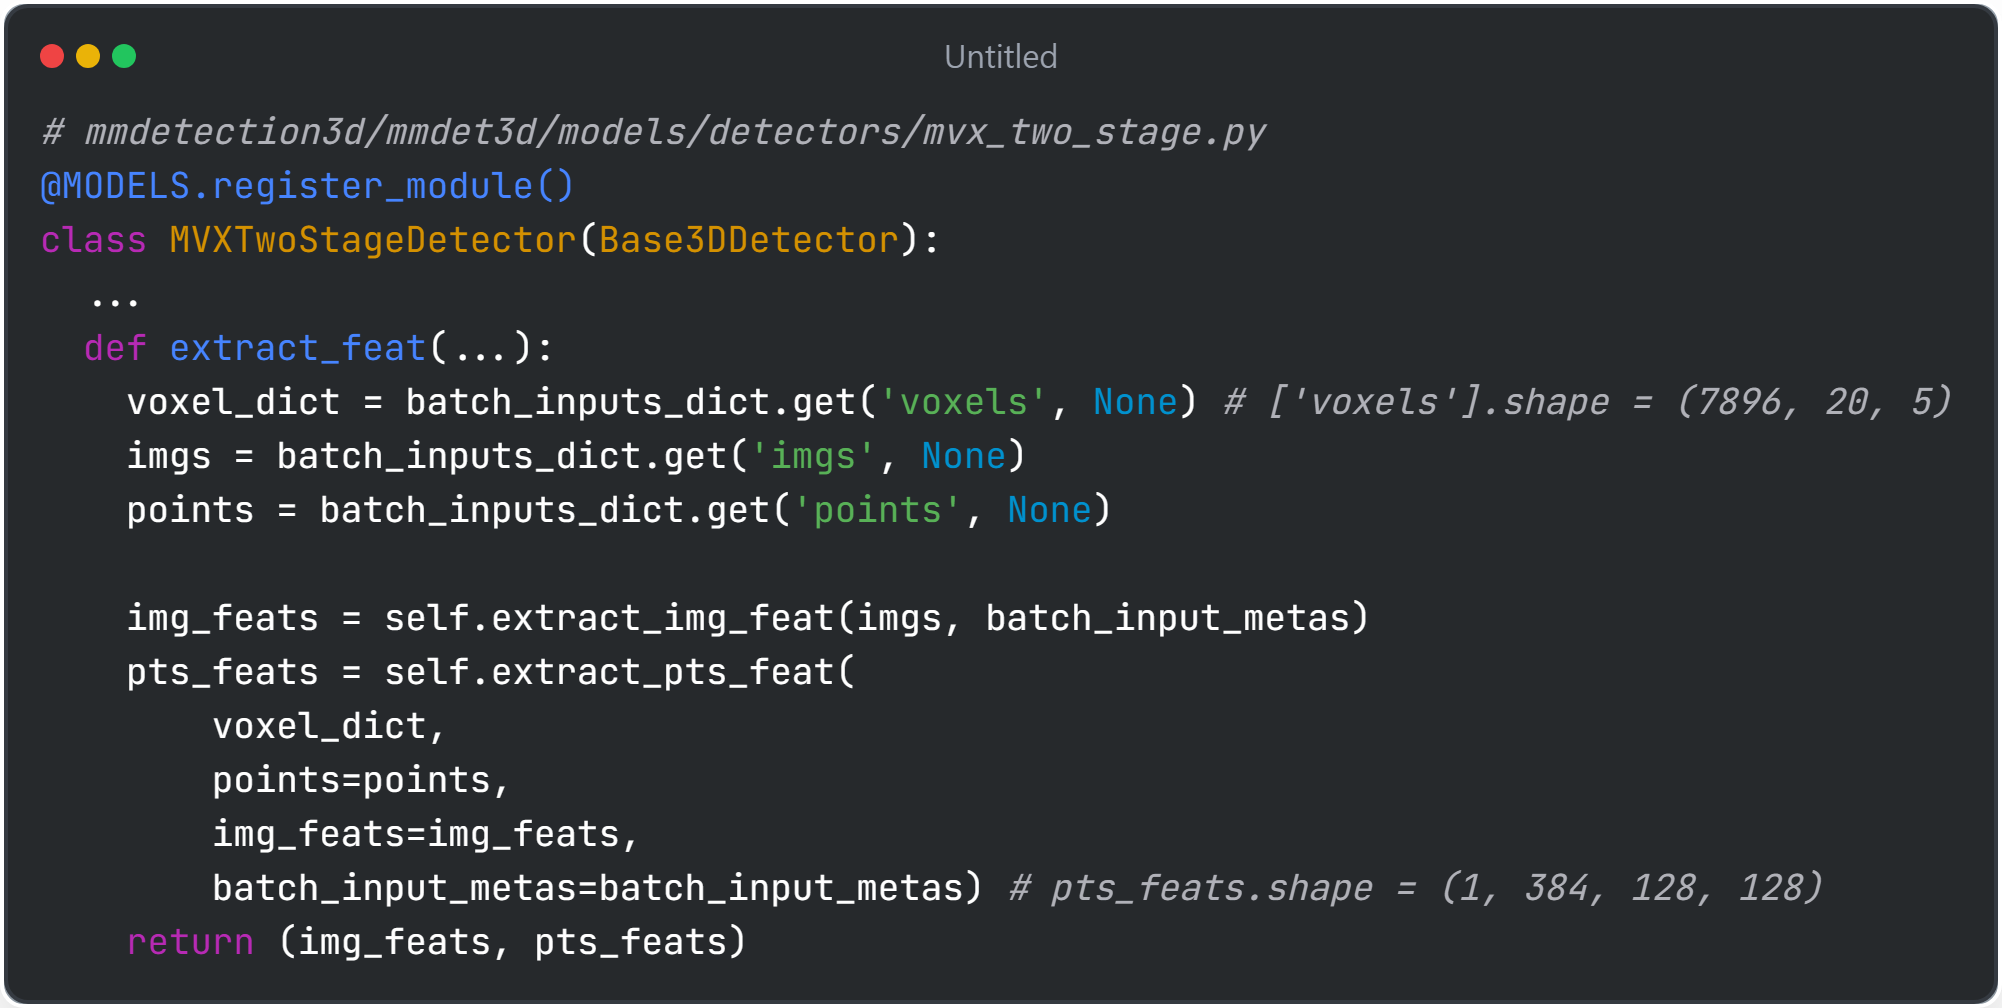 Untitled
# mmdetection3d/mmdet3d/models/detectors/mvx_two_stage.py
@MODELS.register_module()
class MVXTwoStageDetector(Base3DDetector):
  ...
  def extract_feat(...):
    voxel_dict = batch_inputs_dict.get('voxels', None) # ['voxels'].shape = (7896, 20, 5)
    imgs = batch_inputs_dict.get('imgs', None)
    points = batch_inputs_dict.get('points', None)

    img_feats = self.extract_img_feat(imgs, batch_input_metas)
    pts_feats = self.extract_pts_feat(
        voxel_dict,
        points=points,
        img_feats=img_feats,
        batch_input_metas=batch_input_metas) # pts_feats.shape = (1, 384, 128, 128)
    return (img_feats, pts_feats)